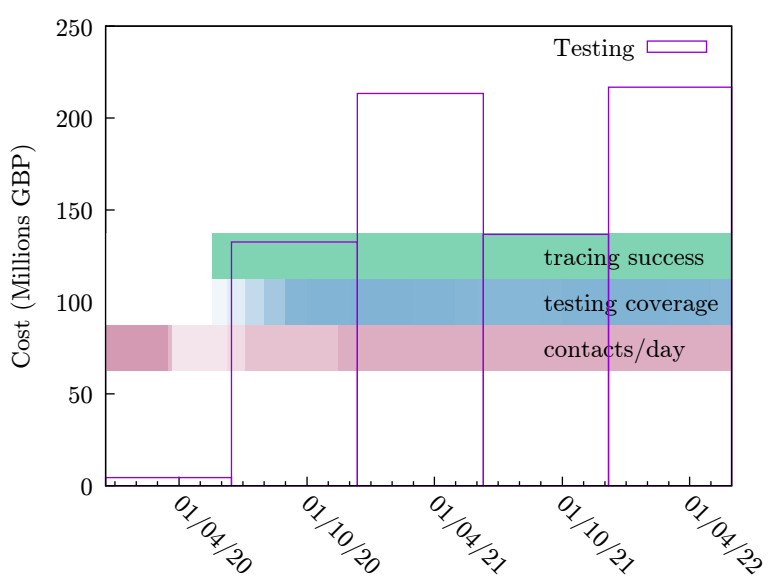 Testing
Cost (Millions GBP)
250
200
150
100
50
0
tracing success
testing coverage
contacts/day
01/04/20
01/10/20
01/04/21
01/10/21
01/04/22